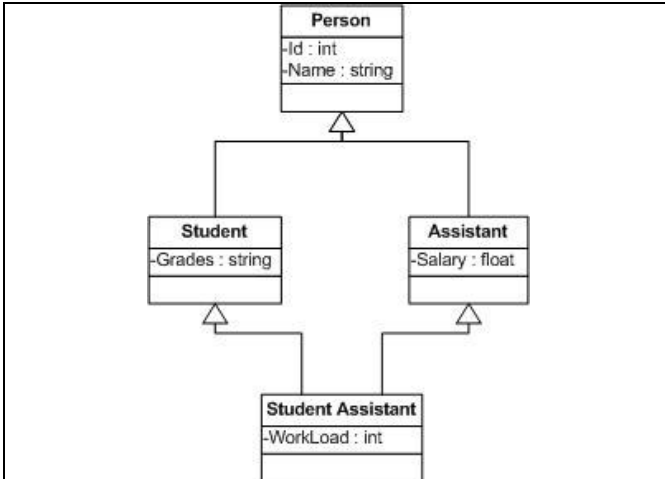 Person
-Id : int
-Name : string
Student
-Grades : string
Assistant
-Salary : float
Student Assistant
-WorkLoad : int